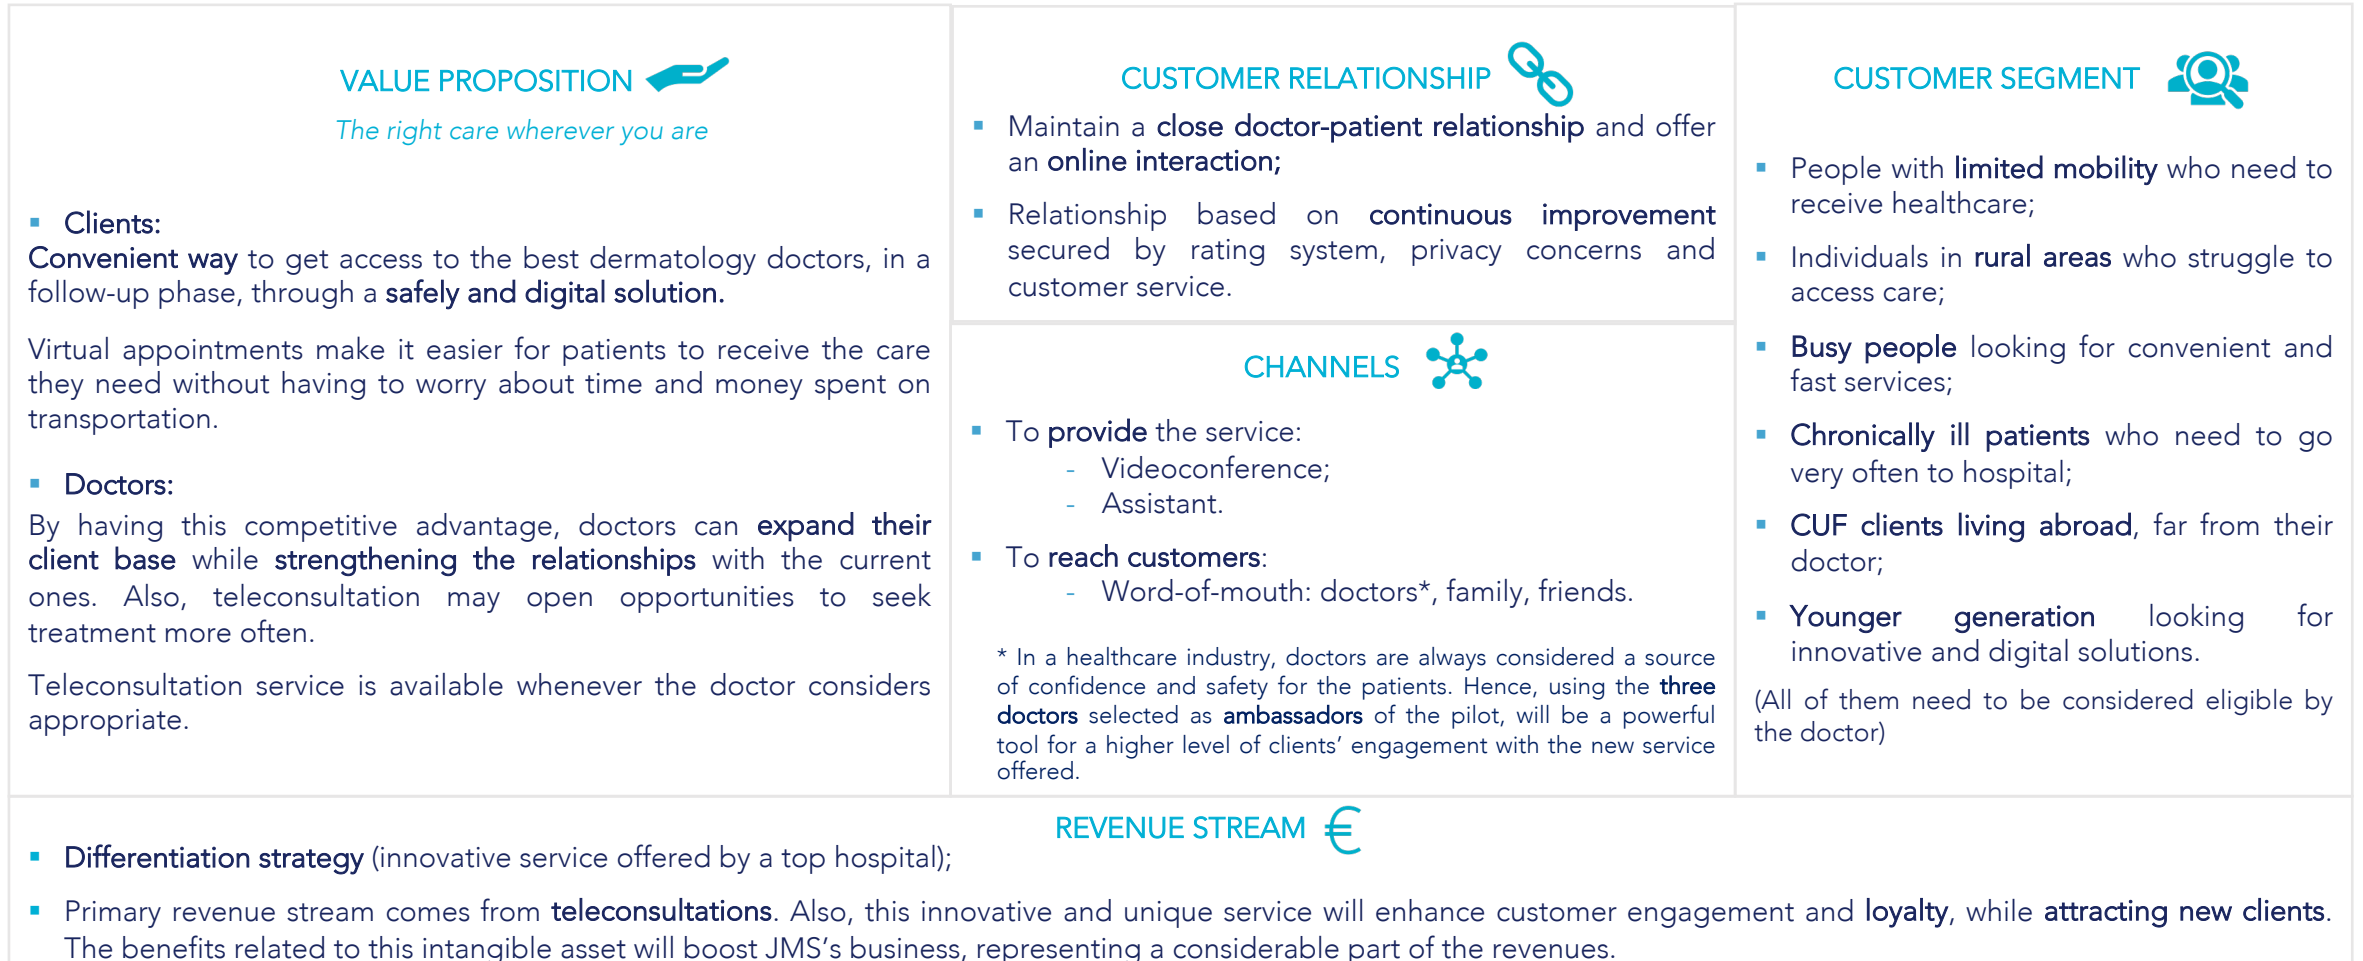 VALUE PROPOSITION
The right care wherever you are
▪ Clients:
Convenient way to get access to the best dermatology doctors, in a
follow-up phase, through a safely and digital solution.
Virtual appointments make it easier for patients to receive the care
they need without having to worry about time and money spent on
transportation.
▪ Doctors:
By having this competitive advantage, doctors can expand their
client base while strengthening the relationships with the current
ones. Also, teleconsultation may open opportunities to seek
treatment more often.
Teleconsultation service is available whenever the doctor considers
appropriate.
CUSTOMER RELATIONSHIP
▪ Maintain a close doctor-patient relationship and offer
an online interaction;
▪ Relationship based on continuous improvement
secured by rating system, privacy concerns and
customer service.
CHANNELS
▪ To provide the service:
- Videoconference;
- Assistant.
▪ To reach customers:
- Word-of-mouth: doctors*, family, friends.
* In a healthcare industry, doctors are always considered a source
of confidence and safety for the patients. Hence, using the three
doctors selected as ambassadors of the pilot, will be a powerful
tool for a higher level of clients’ engagement with the new service
offered.
CUSTOMER SEGMENT
▪ People with limited mobility who need to
receive healthcare;
▪ Individuals in rural areas who struggle to
access care;
▪ Busy people looking for convenient and
fast services;
▪ Chronically ill patients who need to go
very often to hospital;
▪ CUF clients living abroad, far from their
doctor;
▪ Younger generation looking for
innovative and digital solutions.
(All of them need to be considered eligible by
the doctor)
REVENUE STREAM €
▪ Differentiation strategy (innovative service offered by a top hospital);
▪ Primary revenue stream comes from teleconsultations. Also, this innovative and unique service will enhance customer engagement and loyalty, while attracting new clients.
The benefits related to this intangible asset will boost JMS’s business, representing a considerable part of the revenues.